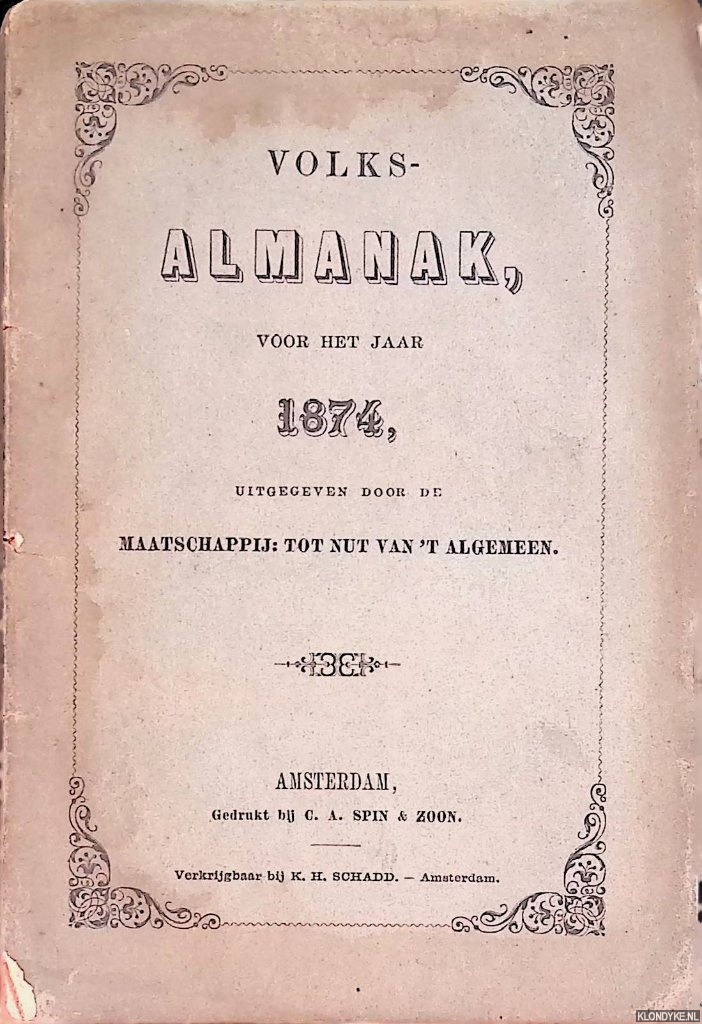 VOLKS-
ALMANAK,
VOOR HET JAAR
1874,
UITGEGEVEN DOOR DE
MAATSCHAPPIJ: TOT NUT VAN 'T ALGEMEEN.
AMSTERDAM,
Gedrukt bij C. A. SPIN & ZOON.
Verkrijgbaar bij K. H. SCHADD. — Amsterdam.
KLONDYKE.NL